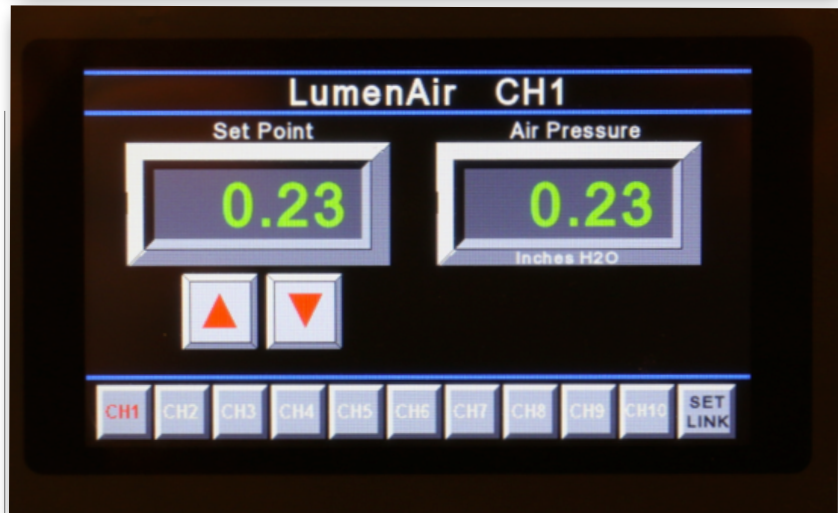 LumenAir CH1
Set Point Air Pressure
0.23 0.23
Inches H2O
CH1 CH2 CH3 CH4 CH5 CH6 CH7 CH8 CH9 CH10 SET LINK